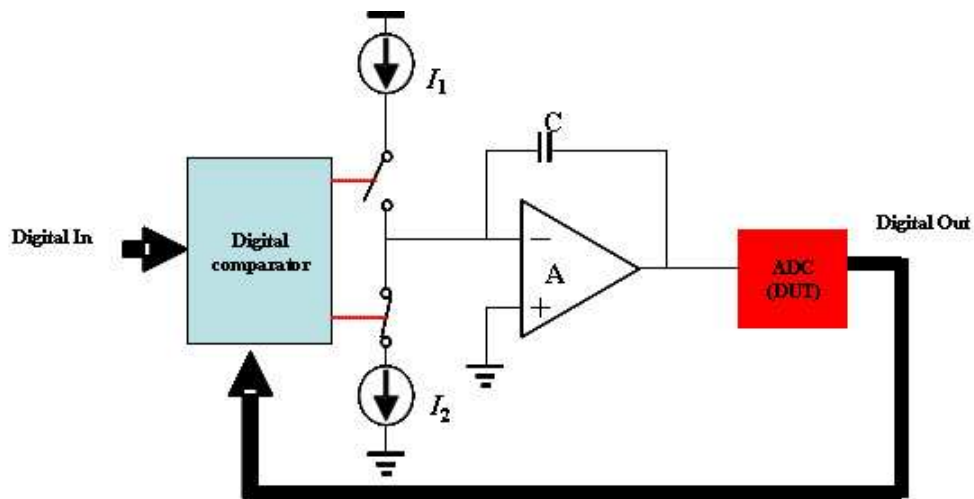 I1
C
Digital In
Digital
comparator
−
A
+
ADC
(DUT)
Digital Out
I2